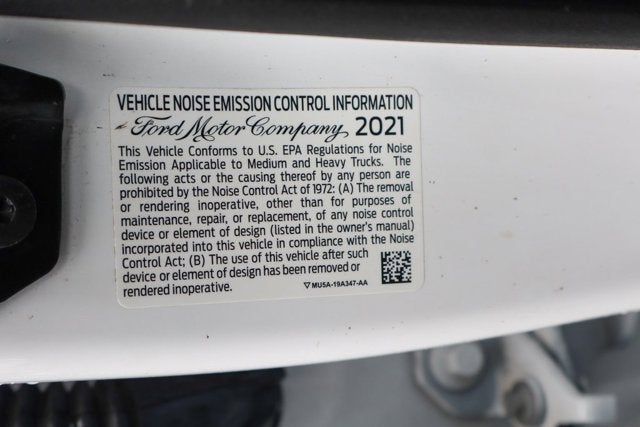 VEHICLE NOISE EMISSION CONTROL INFORMATION
Ford Motor Company 2021
This Vehicle Conforms to U.S. EPA Regulations for Noise
Emission Applicable to Medium and Heavy Trucks. The
following acts or the causing thereof by any person are
prohibited by the Noise Control Act of 1972: (A) The removal
or rendering inoperative, other than for purposes of
maintenance, repair, or replacement, of any noise control
device or element of design (listed in the owner's manual)
incorporated into this vehicle in compliance with the Noise
Control Act; (B) The use of this vehicle after such
device or element of design has been removed or
rendered inoperative.
MU5A-19A347-AA